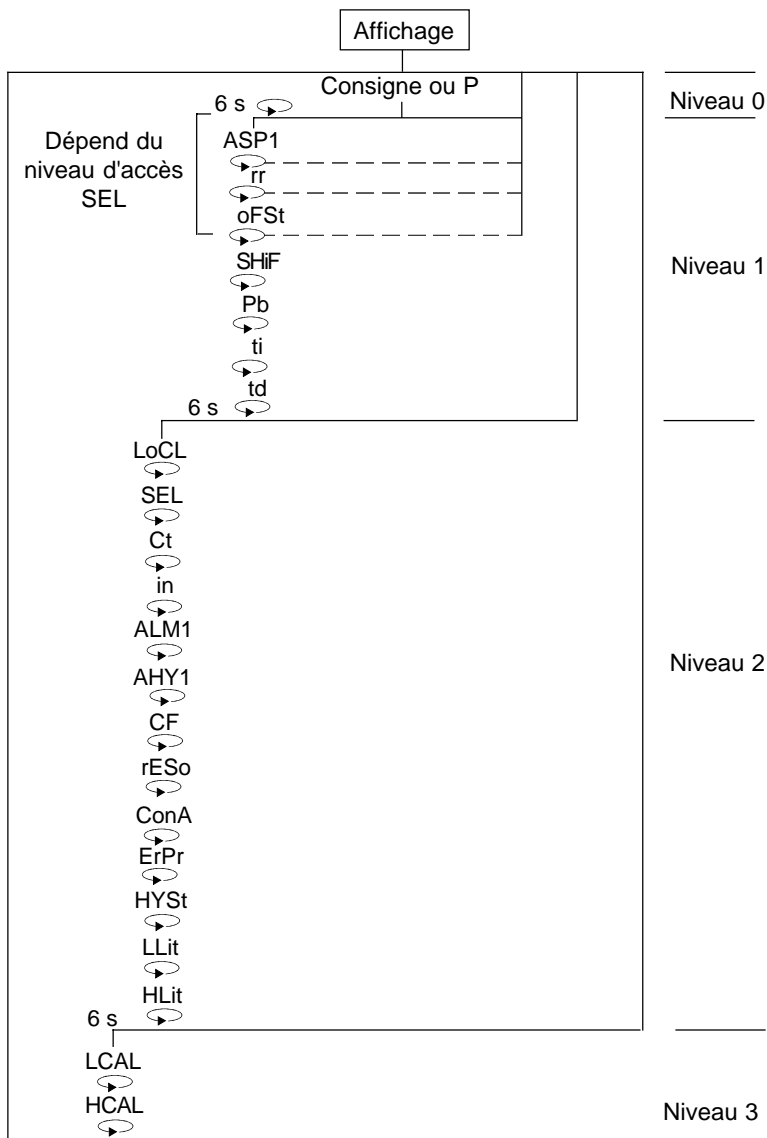 Affichage
Consigne ou P
6 s
Niveau 0
Dépend du
niveau d'accès
SEL
ASP1
rr
oFSt
SHiF
Niveau 1
Pb
ti
td
6 s
LoCL
SEL
Ct
in
ALM1
AHY1
Niveau 2
CF
rESo
ConA
ErPr
HYSt
LLit
HLit
6 s
LCAL
HCAL
Niveau 3